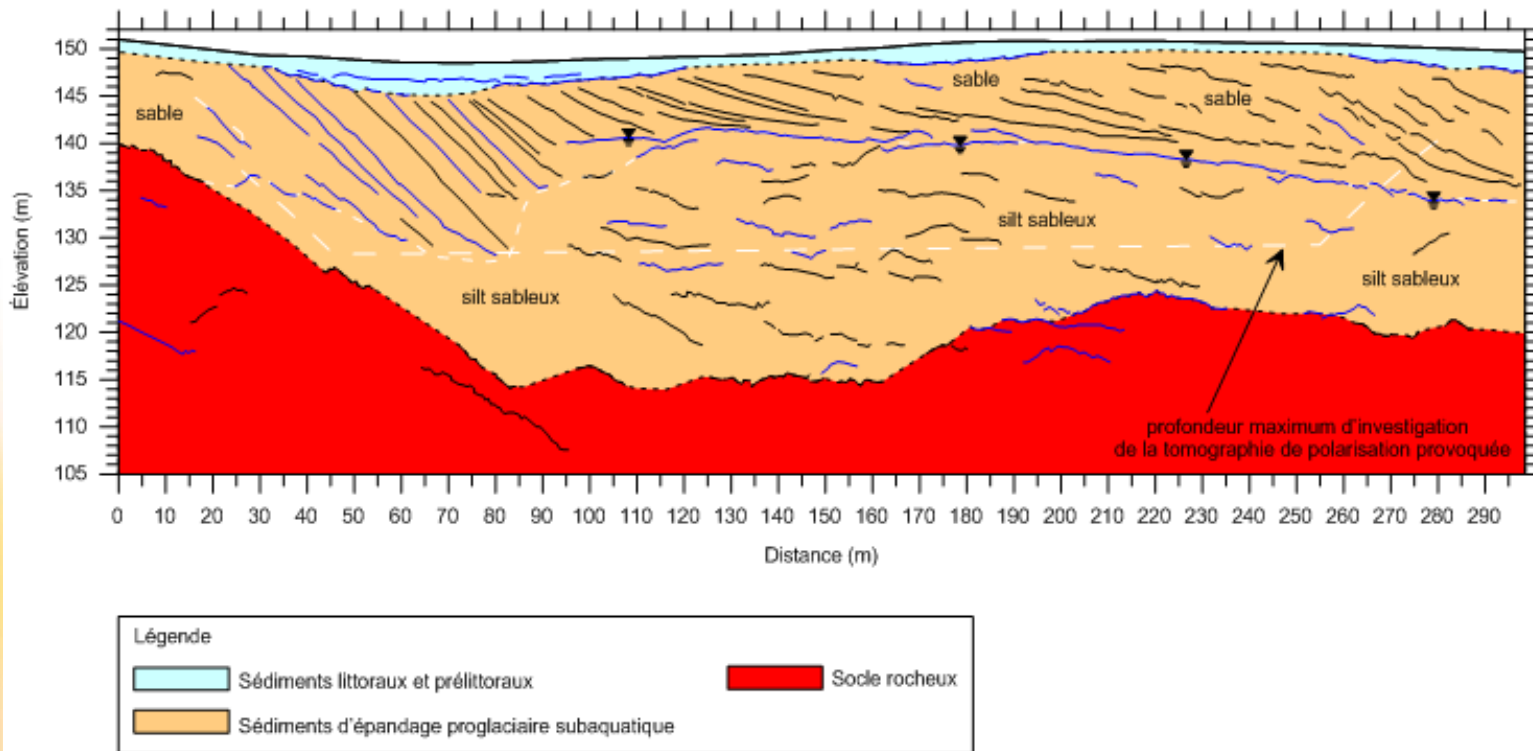 150
145
140
135
130
125
120
115
110
105
Élévation (m)
sable
sable
sable
silt sableux
silt sableux
silt sableux
profondeur maximum d'investigation
de la tomographie de polarisation provoquée
0 10 20 30 40 50 60 70 80 90 100 110 120 130 140 150 160 170 180 190 200 210 220 230 240 250 260 270 280 290
Distance (m)
Légende
Sédiments littoraux et prélittoraux
Socle rocheux
Sédiments d'épandage proglaciaire subaquatique